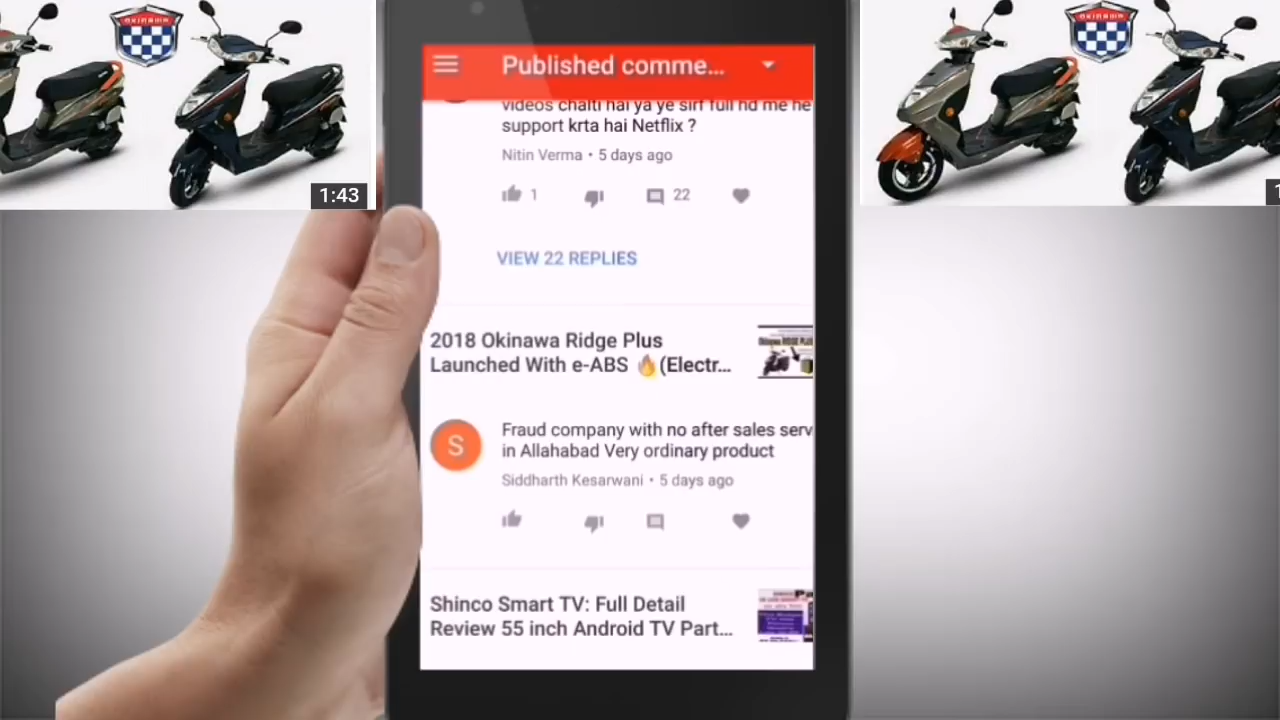 OKINAWA
1:43
OKINAWA
1
Published comme...
videos chalti hai ya ye sirf full hd me he
support krta hai Netflix ?
Nitin Verma • 5 days ago
1
22
VIEW 22 REPLIES
2018 Okinawa Ridge Plus
Launched With e-ABS 🔥(Electr...
Fraud company with no after sales serv
S
in Allahabad Very ordinary product
Siddharth Kesarwani • 5 days ago
Shinco Smart TV: Full Detail
Review 55 inch Android TV Part...